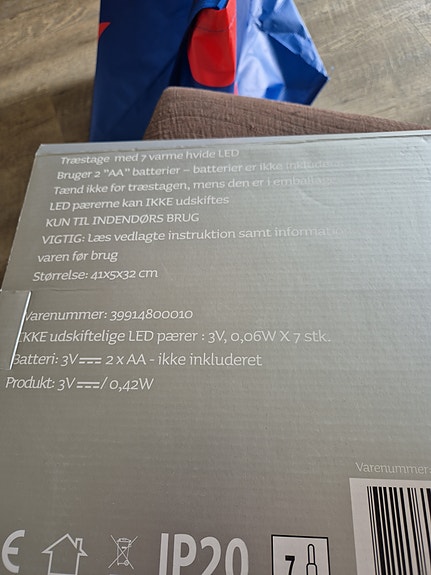 Træstage med 7 varme hvide LED
Bruger 2 "AA" batterier – batterier er ikke
Tænd ikke for træstagen, mens den er i
LED pærerne kan IKKE udskiftes
KUN TIL INDENDØRS BRUG
VIGTIG: Læs vedlagte instruktion samt
varen før brug
Størrelse: 41x5x32 cm
Varenummer: 39914800010
IKKE udskiftelige LED pærer : 3V, 0,06W X 7 stk.
Batteri: 3V⎓ 2 x AA - ikke inkluderet
Produkt: 3V⎓/ 0,42W
Varenummer:
CE IP20 7